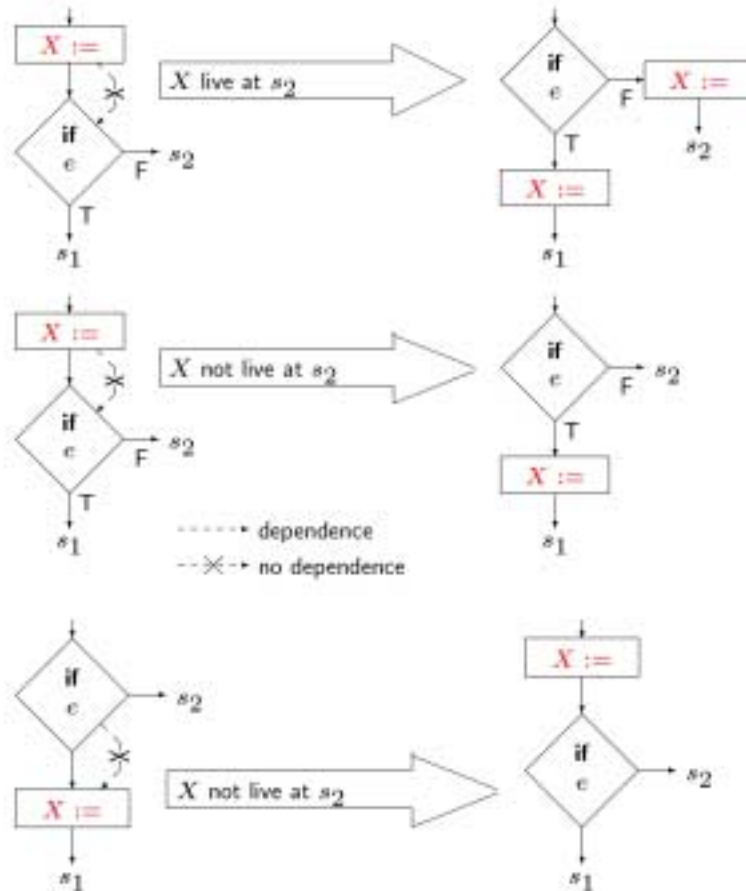 X :=
if
e
F
s2
T
s1
X live at s2
if
e
F
X :=
s2
T
X :=
s1
X :=
if
e
F
s2
T
s1
X not live at s2
if
e
F
s2
T
X :=
s1
dependence
no dependence
if
e
s2
X :=
s1
X not live at s2
X :=
if
e
s2
s1